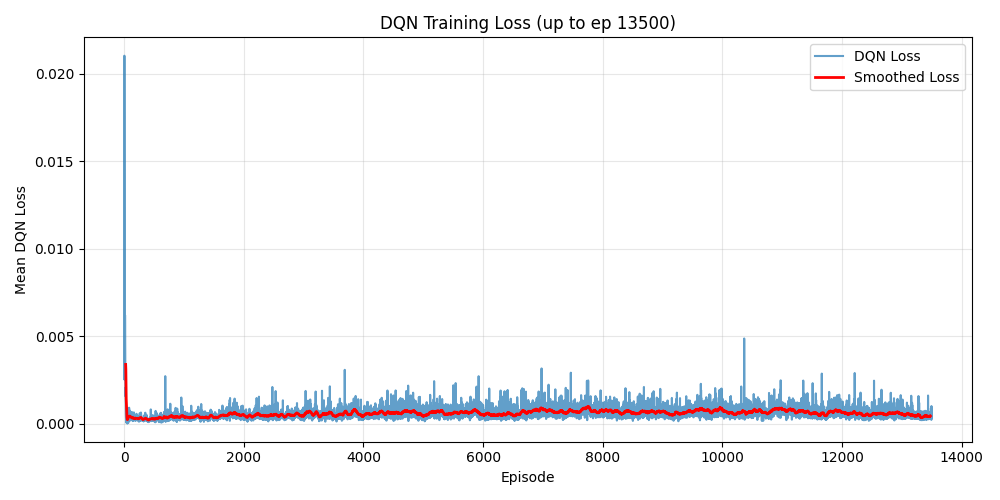 DQN Training Loss (up to ep 13500)
DQN Loss
Smoothed Loss
Mean DQN Loss
0.020
0.015
0.010
0.005
0.000
0
2000
4000
6000
8000
10000
12000
14000
Episode